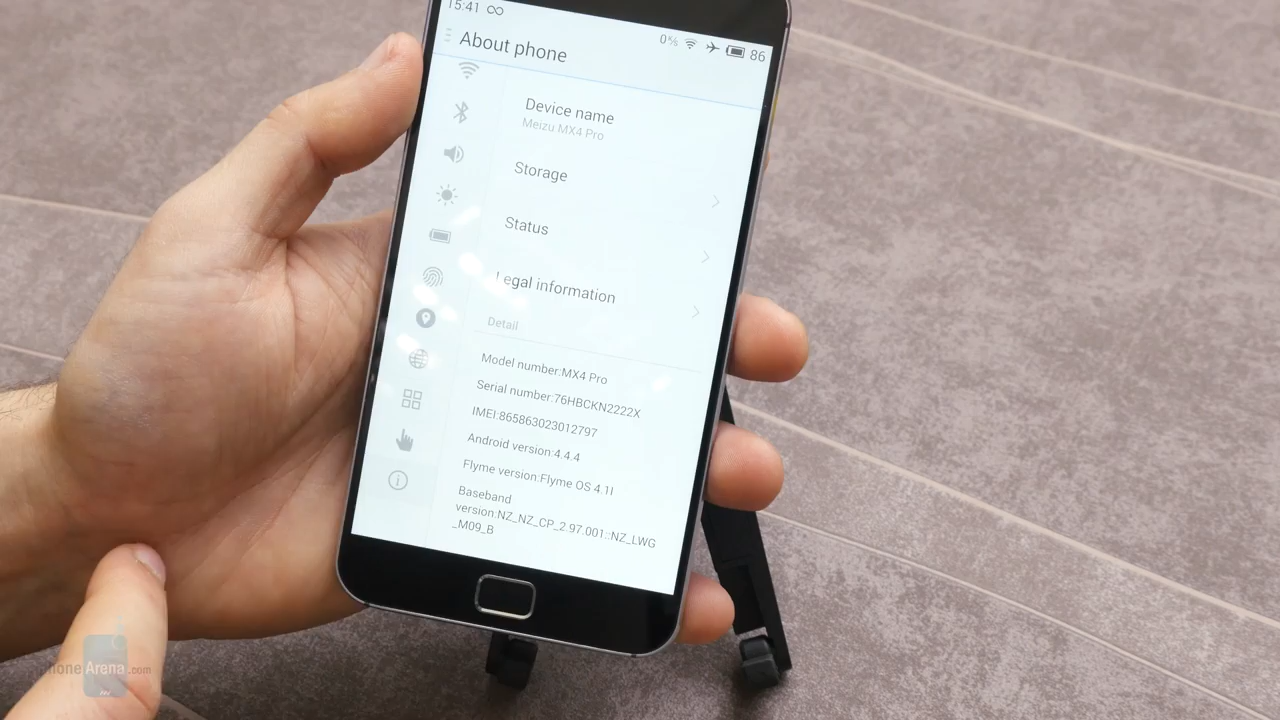 15:41
0%
86
About phone
Device name
Meizu MX4 Pro
Storage
Status
Legal information
Detail
Model number:MX4 Pro
Serial number:76HBCKN2222X
IMEI:865863023012797
Android version:4.4.4
Flyme version:Flyme OS 4.1I
Baseband
version:NZ_NZ_CP_2.97.001::NZ_LWG
_M09_B
phoneArena.com